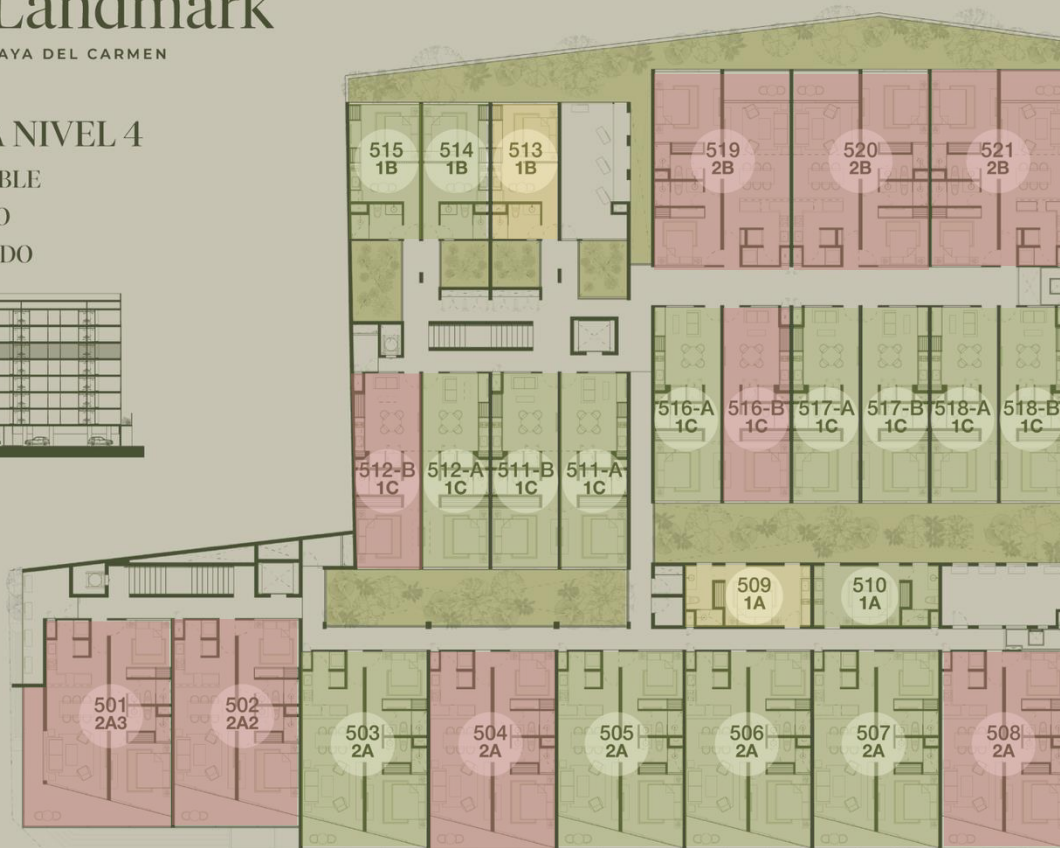 Landmark
AYA DEL CARMEN
A NIVEL 4
BLE
O
DO
515
1B
514
1B
513
1B
519
2B
520
2B
521
2B
516-A
1C
516-B
1C
517-A
1C
517-B
1C
518-A
1C
518-B
1C
512-B
1C
512-A
1C
511-B
1C
511-A
1C
509
1A
510
1A
501
2A3
502
2A2
503
2A
504
2A
505
2A
506
2A
507
2A
508
2A